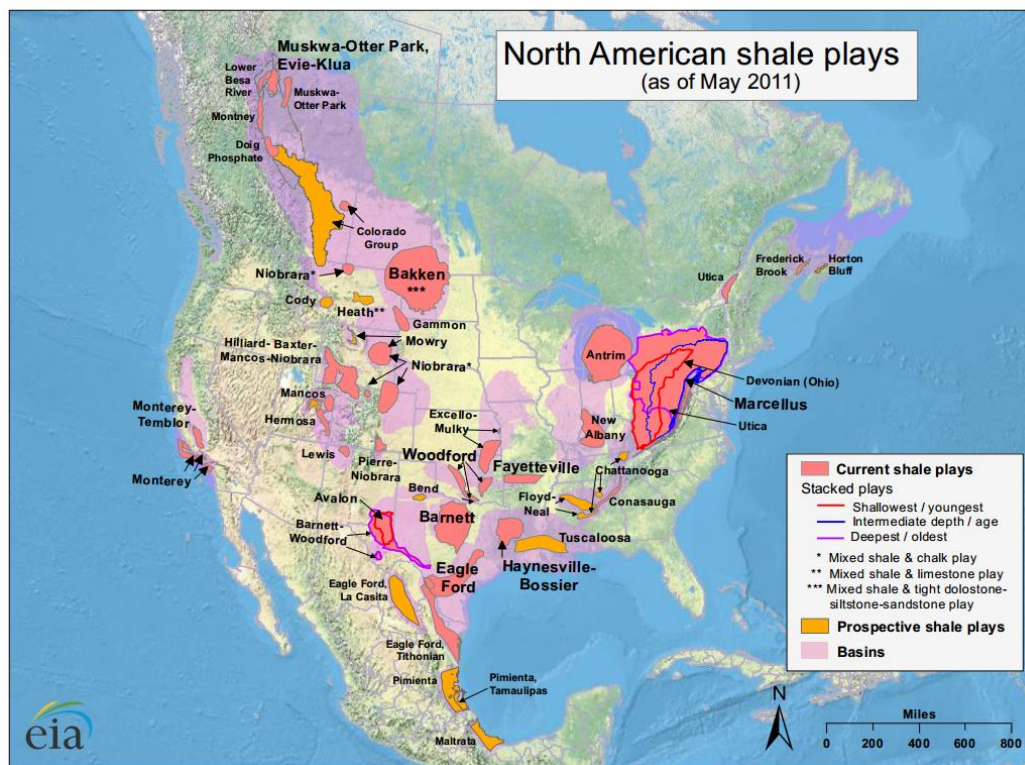 North American shale plays
(as of May 2011)
Muskwa-Otter Park,
Evie-Klua
Lower
Besa
River
Muskwa-
Otter Park
Montney
Doig
Phosphate
Colorado
Group
Niobrara*
Bakken
***
Cody
Heath**
Gammon
Mowry
Hilliard- Baxter-
Mancos-Niobrara
Niobrara*
Mancos
Hermosa
Lewis
Pierre-
Niobrara
Monterey-
Temblor
Monterey
Excello-
Mulky
Woodford
Bend
Fayetteville
New
Albany
Antrim
Utica
Frederick
Brook
Horton
Bluff
Devonian (Ohio)
Marcellus
Utica
Chattanooga
Conasauga
Floyd-
Neal
Tuscaloosa
Avalon
Barnett-
Woodford
Barnett
Haynesville-
Bossier
Eagle
Ford
Eagle Ford,
La Casita
Eagle Ford,
Tithonian
Pimienta
Pimienta,
Tamaulipas
Maltrata
Current shale plays
Stacked plays
Shallowest / youngest
Intermediate depth / age
Deepest / oldest
* Mixed shale & chalk play
** Mixed shale & limestone play
*** Mixed shale & tight dolostone-
siltstone-sandstone play
Prospective shale plays
Basins
N
Miles
0 200 400 600 800
eia